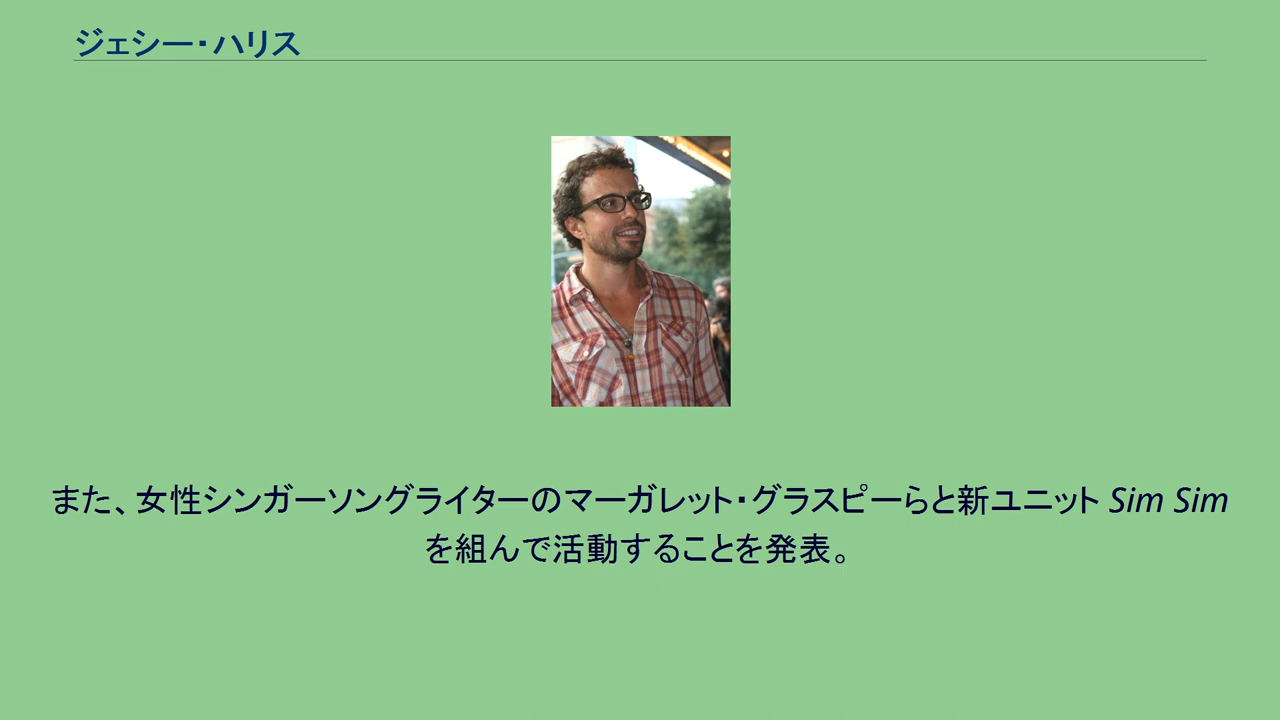 ジェシー・ハリス
また、女性シンガーソングライターのマーガレット・グラスピーらと新ユニット Sim Sim
を組んで活動することを発表。